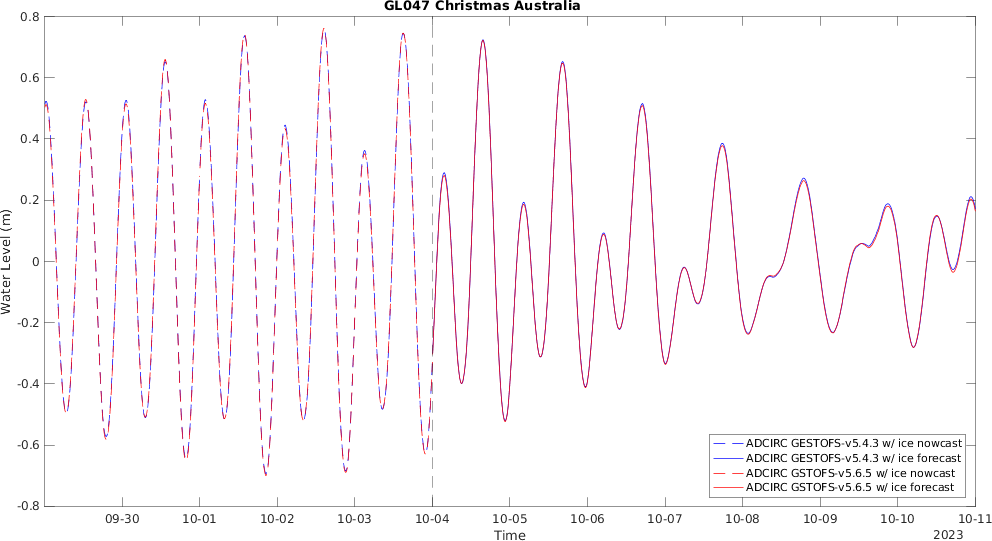 GL047 Christmas Australia
0.8
0.6
0.4
0.2
0
-0.2
-0.4
-0.6
-0.8
Water Level (m)
ADCIRC GESTOFS-v5.4.3 w/ ice nowcast
ADCIRC GESTOFS-v5.4.3 w/ ice forecast
ADCIRC GSTOFS-v5.6.5 w/ ice nowcast
ADCIRC GSTOFS-v5.6.5 w/ ice forecast
09-30 10-01 10-02 10-03 10-04 10-05 10-06 10-07 10-08 10-09 10-10 10-11
Time
2023